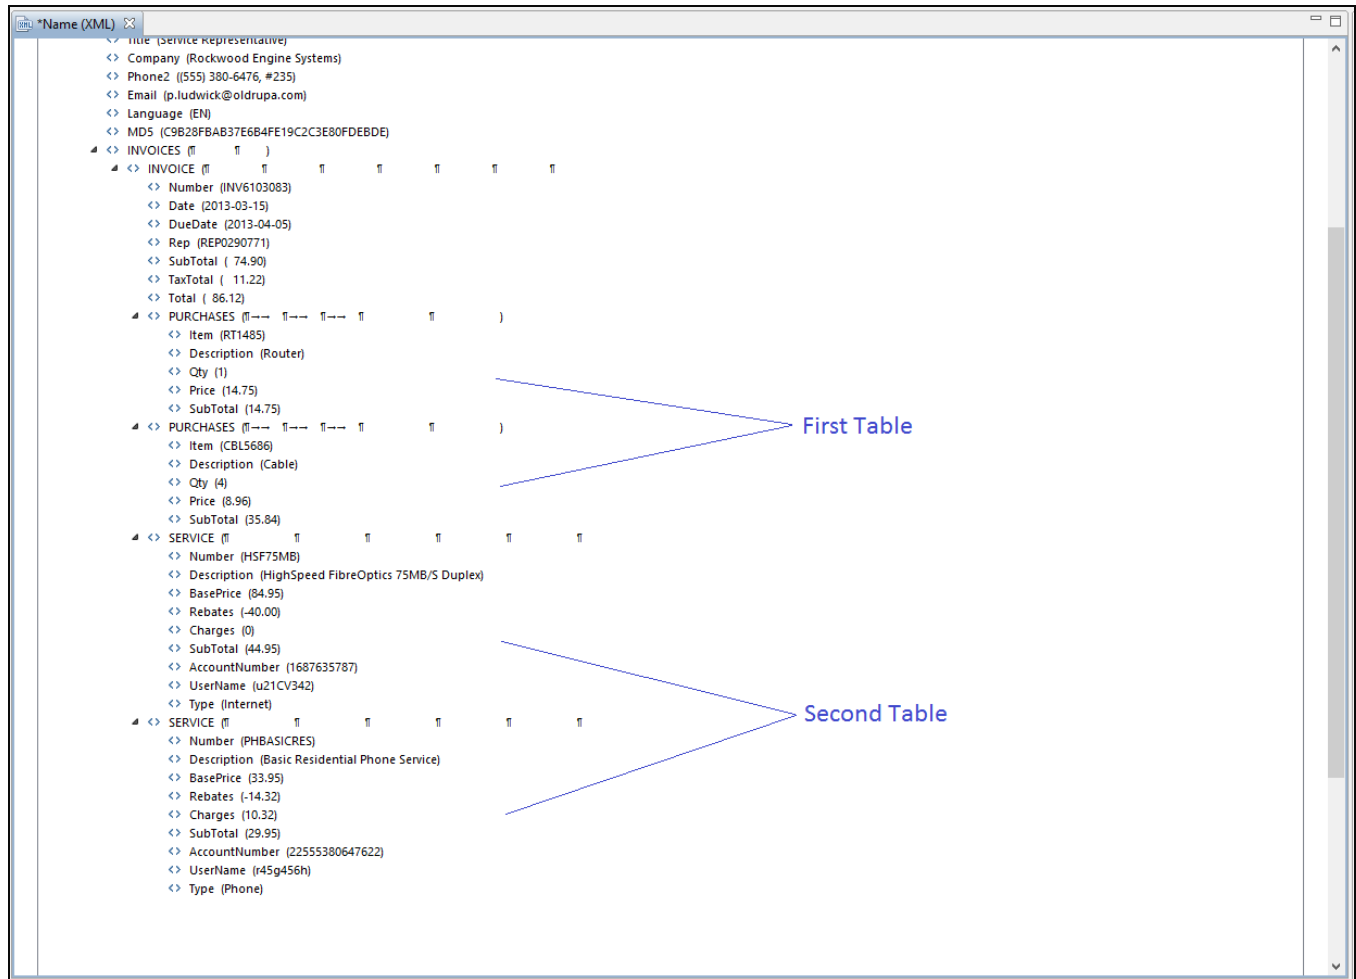 *Name (XML)
Title (Service Representative)
Company (Rockwood Engine Systems)
Phone2 ((555) 380-6476, #235)
Email (p.ludwick@oldrupa.com)
Language (EN)
MD5 (C9B28FBAB37E6B4FE19C2C3E80FDEBDE)
INVOICES (¶ ¶ )
INVOICE (¶ ¶ ¶ ¶ ¶ ¶ ¶
Number (INV6103083)
Date (2013-03-15)
DueDate (2013-04-05)
Rep (REP0290771)
SubTotal ( 74.90)
TaxTotal ( 11.22)
Total ( 86.12)
PURCHASES (¶→→ ¶→→ ¶→→ ¶ ¶ )
Item (RT1485)
Description (Router)
Qty (1)
Price (14.75)
SubTotal (14.75)
PURCHASES (¶→→ ¶→→ ¶→→ ¶ ¶ )
First Table
Item (CBL5686)
Description (Cable)
Qty (4)
Price (8.96)
SubTotal (35.84)
SERVICE (¶ ¶ ¶ ¶ ¶ ¶
Number (HSF75MB)
Description (HighSpeed FibreOptics 75MB/S Duplex)
BasePrice (84.95)
Rebates (-40.00)
Charges (0)
SubTotal (44.95)
AccountNumber (1687635787)
UserName (u21CV342)
Type (Internet)
Second Table
SERVICE (¶ ¶ ¶ ¶ ¶ ¶
Number (PHBASICRES)
Description (Basic Residential Phone Service)
BasePrice (33.95)
Rebates (-14.32)
Charges (10.32)
SubTotal (29.95)
AccountNumber (22555380647622)
UserName (r45g456h)
Type (Phone)